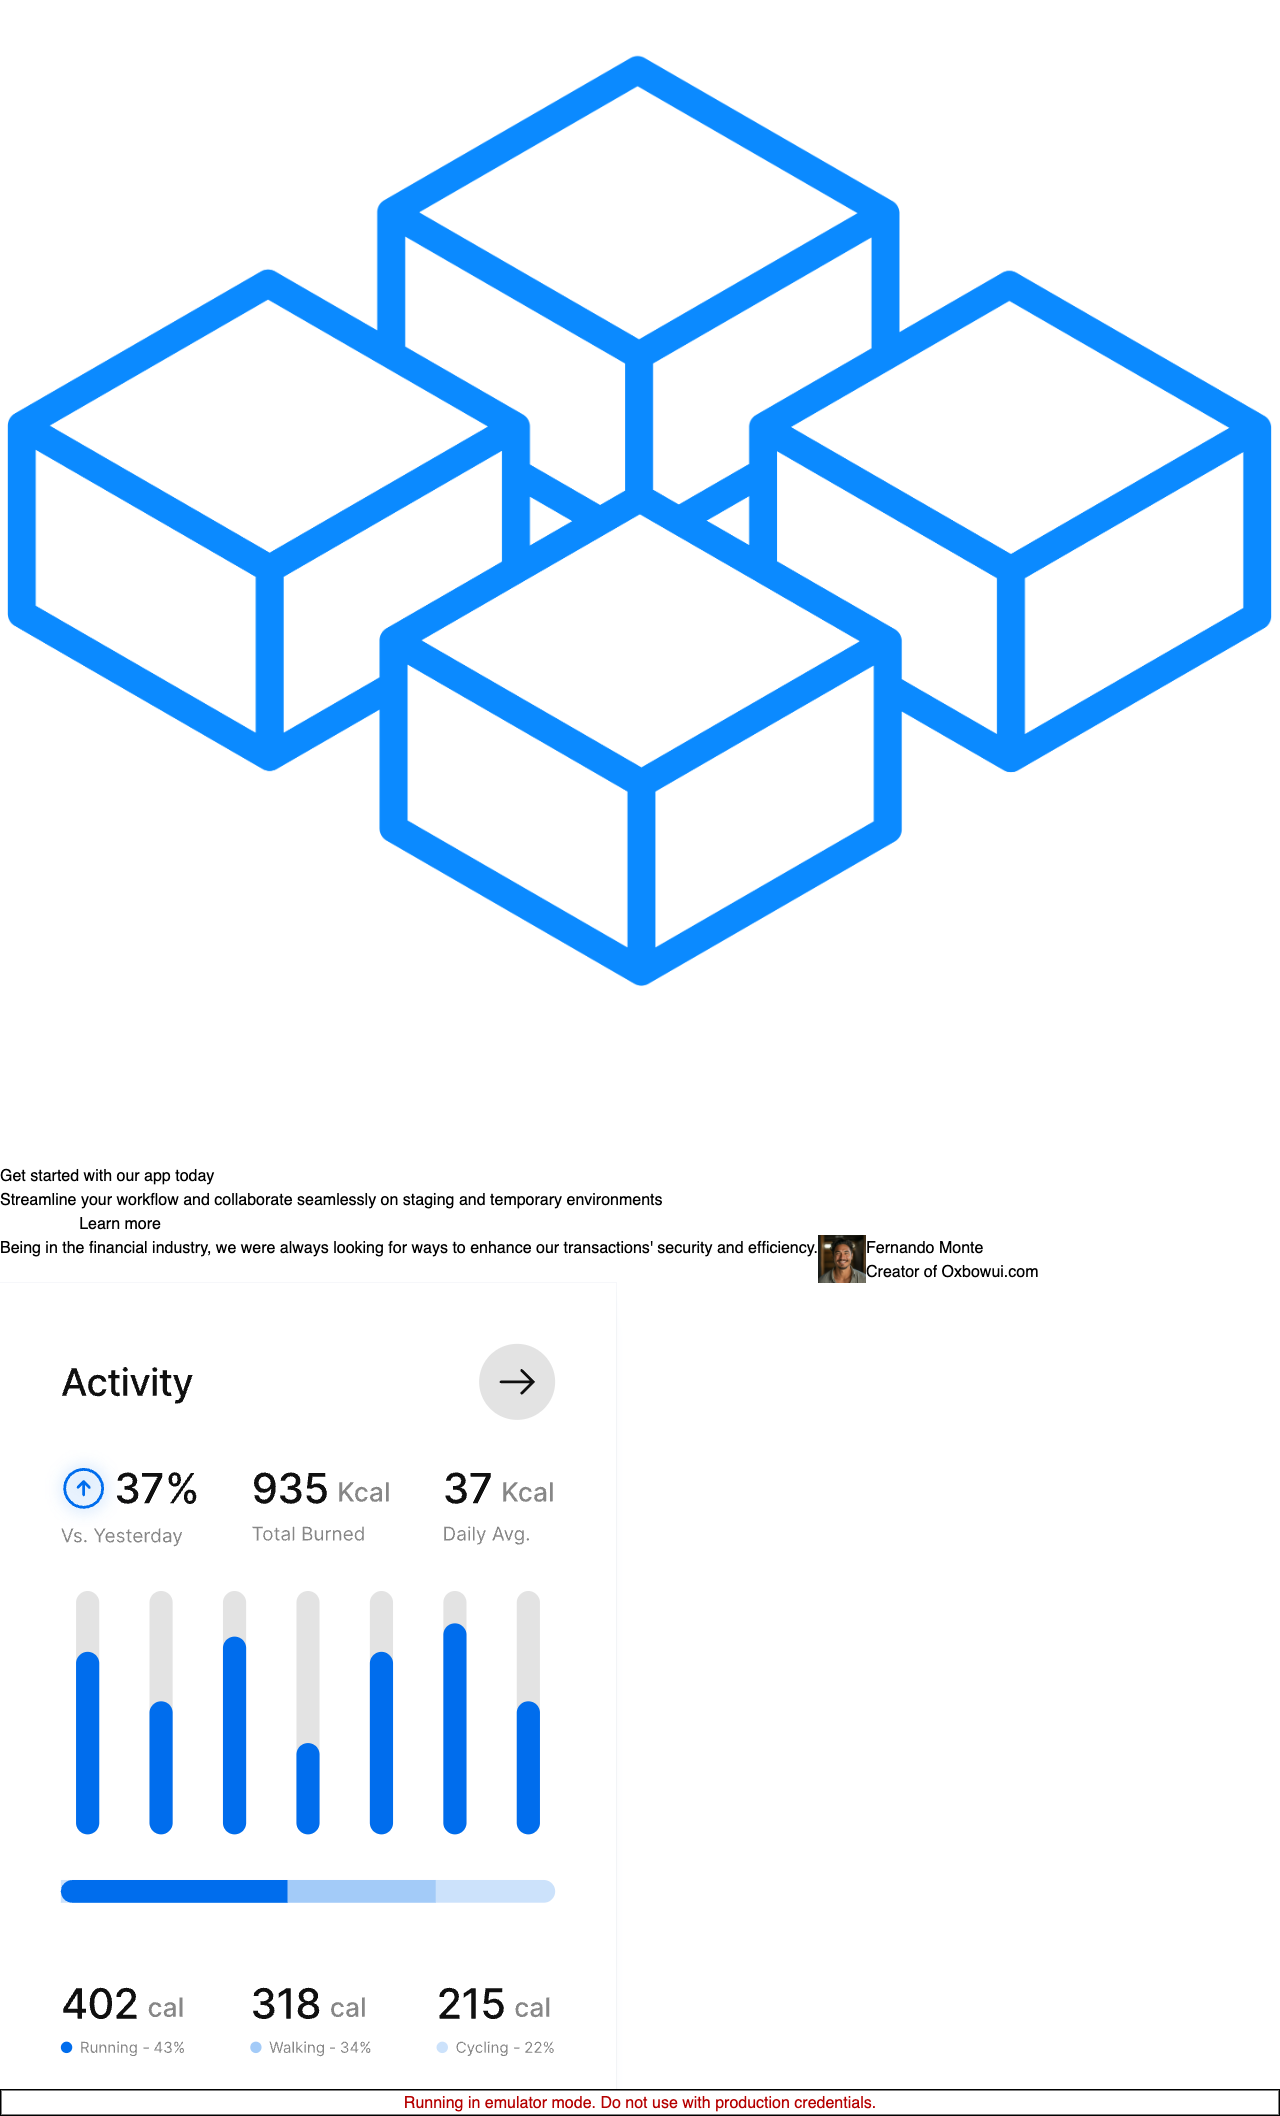 Get started with our app today
Streamline your workflow and collaborate seamlessly on staging and temporary environments
Learn more
Being in the financial industry, we were always looking for ways to enhance our transactions' security and efficiency.
Fernando Monte
Creator of Oxbowui.com
Activity
37% 935 Kcal 37 Kcal
Vs. Yesterday Total Burned Daily Avg.
402 cal 318 cal 215 cal
Running - 43% Walking - 34% Cycling - 22%
Running in emulator mode. Do not use with production credentials.